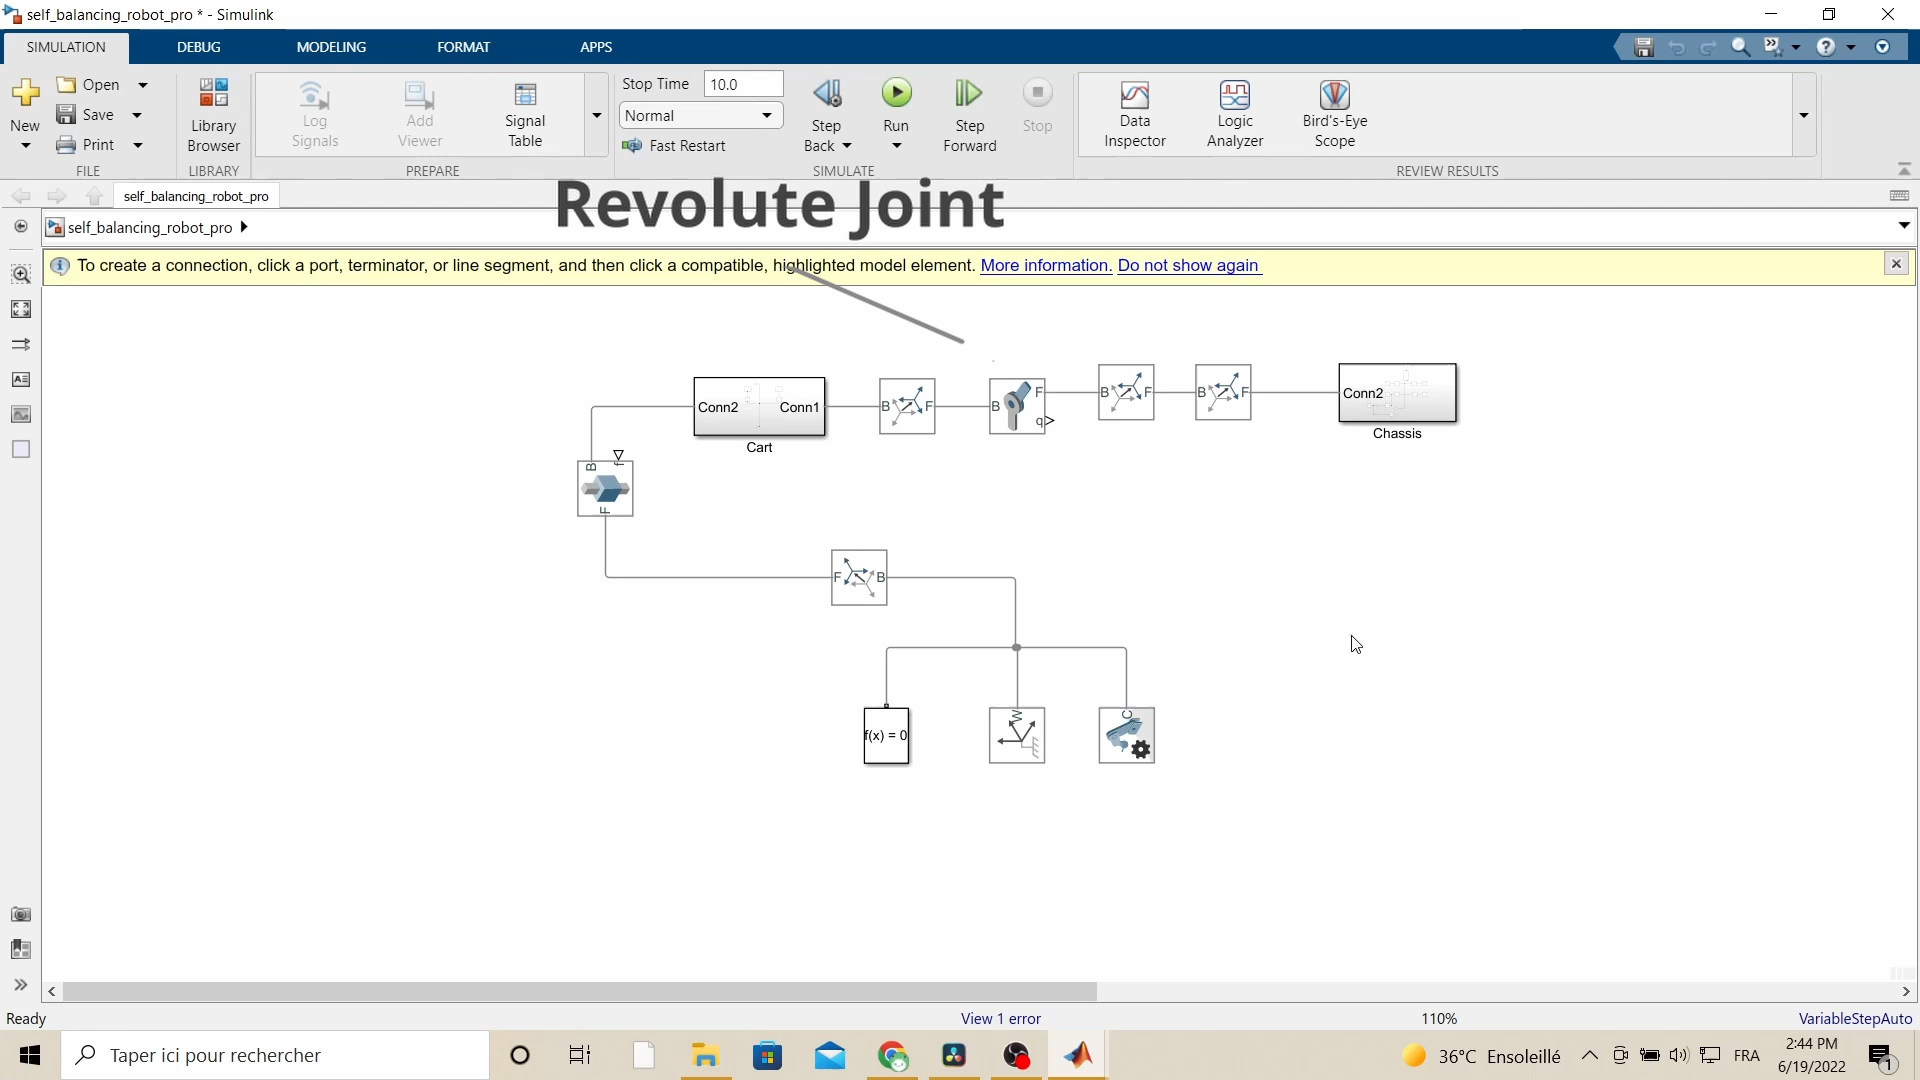 self_balancing_robot_pro * - Simulink
SIMULATION DEBUG MODELING FORMAT APPS
New
Open
Save
Print
FILE
Library Browser
LIBRARY
Log Signals
Add Viewer
Signal Table
PREPARE
Stop Time 10.0
Normal
Fast Restart
Step Back
Run
Step Forward
Stop
SIMULATE
Data Inspector
Logic Analyzer
Bird's-Eye Scope
REVIEW RESULTS
self_balancing_robot_pro
Revolute Joint
self_balancing_robot_pro
To create a connection, click a port, terminator, or line segment, and then click a compatible, highlighted model element. More information. Do not show again
Conn2 Conn1
Cart
B F
B F q
B F
B F
Conn2
Chassis
B f
F
F B
f(x) = 0
W
C
Ready View 1 error 110% VariableStepAuto
Taper ici pour rechercher
36°C Ensoleillé
FRA
2:44 PM
6/19/2022
1